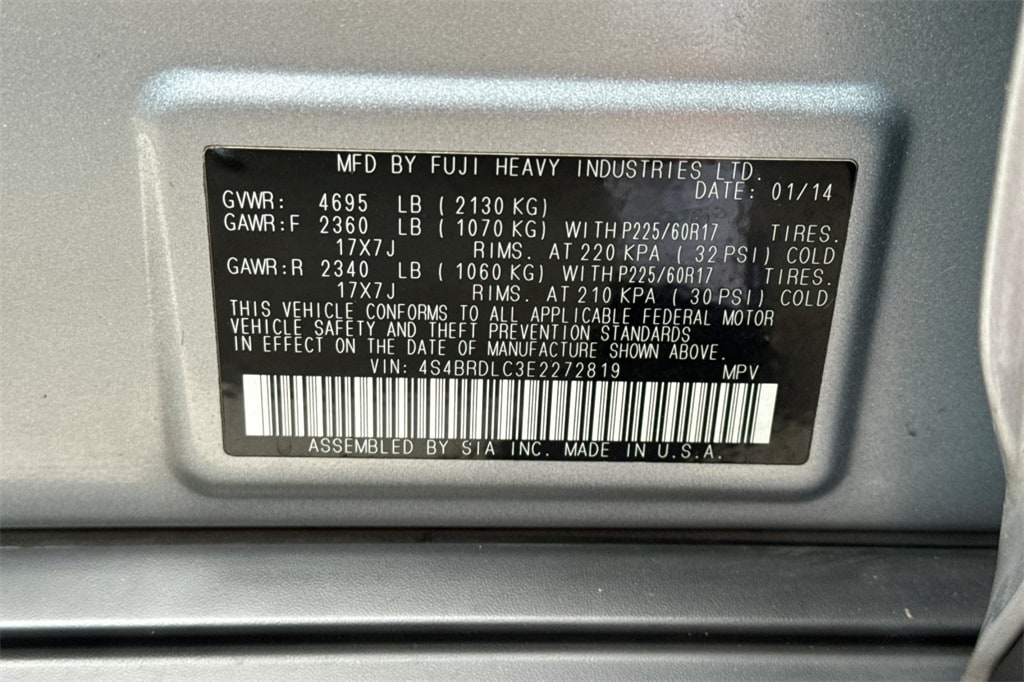 MFD BY FUJI HEAVY INDUSTRIES LTD.
DATE: 01/14
GVWR: 4695 LB ( 2130 KG)
GAWR:F 2360 LB ( 1070 KG) WITH P225/60R17 TIRES.
17X7J RIMS. AT 220 KPA ( 32 PSI) COLD
GAWR:R 2340 LB ( 1060 KG) WITH P225/60R17 TIRES.
17X7J RIMS. AT 210 KPA ( 30 PSI) COLD
THIS VEHICLE CONFORMS TO ALL APPLICABLE FEDERAL MOTOR
VEHICLE SAFETY AND THEFT PREVENTION STANDARDS
IN EFFECT ON THE DATE OF MANUFACTURE SHOWN ABOVE.
VIN: 4S4BRDLC3E2272819 MPV
ASSEMBLED BY SIA INC. MADE IN U.S.A.